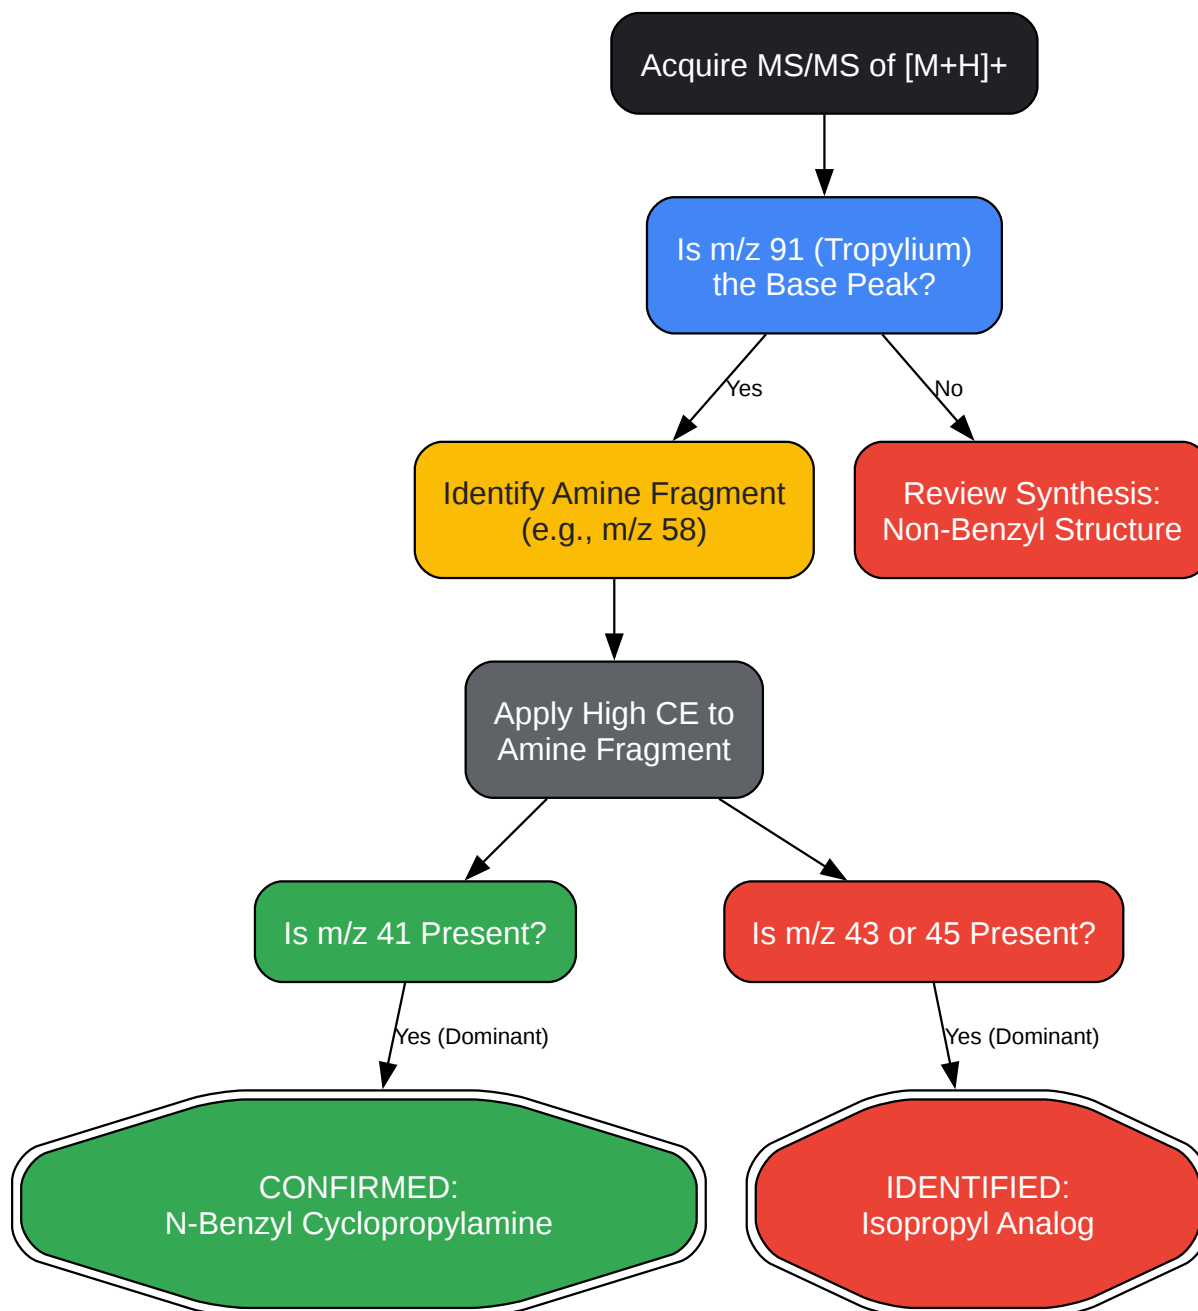 Acquire MS/MS of [M+H]+
Is m/z 91 (Tropylium)
the Base Peak?
Yes
No
Identify Amine Fragment
(e.g., m/z 58)
Review Synthesis:
Non-Benzyl Structure
Apply High CE to
Amine Fragment
Is m/z 41 Present?
Is m/z 43 or 45 Present?
Yes (Dominant)
Yes (Dominant)
CONFIRMED:
N-Benzyl Cyclopropylamine
IDENTIFIED:
Isopropyl Analog